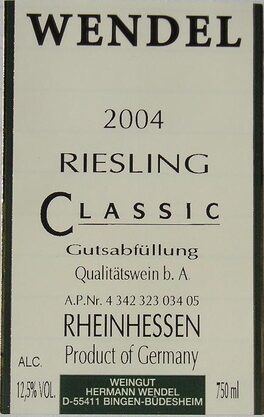 WENDEL
2004
RIESLING
CLASSIC
Gutsabfüllung
Qualitätswein b. A.
A.P.Nr. 4 342 323 034 05
RHEINHESSEN
ALC. Product of Germany
12,5% VOL. 750 ml
WEINGUT
HERMANN WENDEL
D-55411 BINGEN-BÜDESHEIM